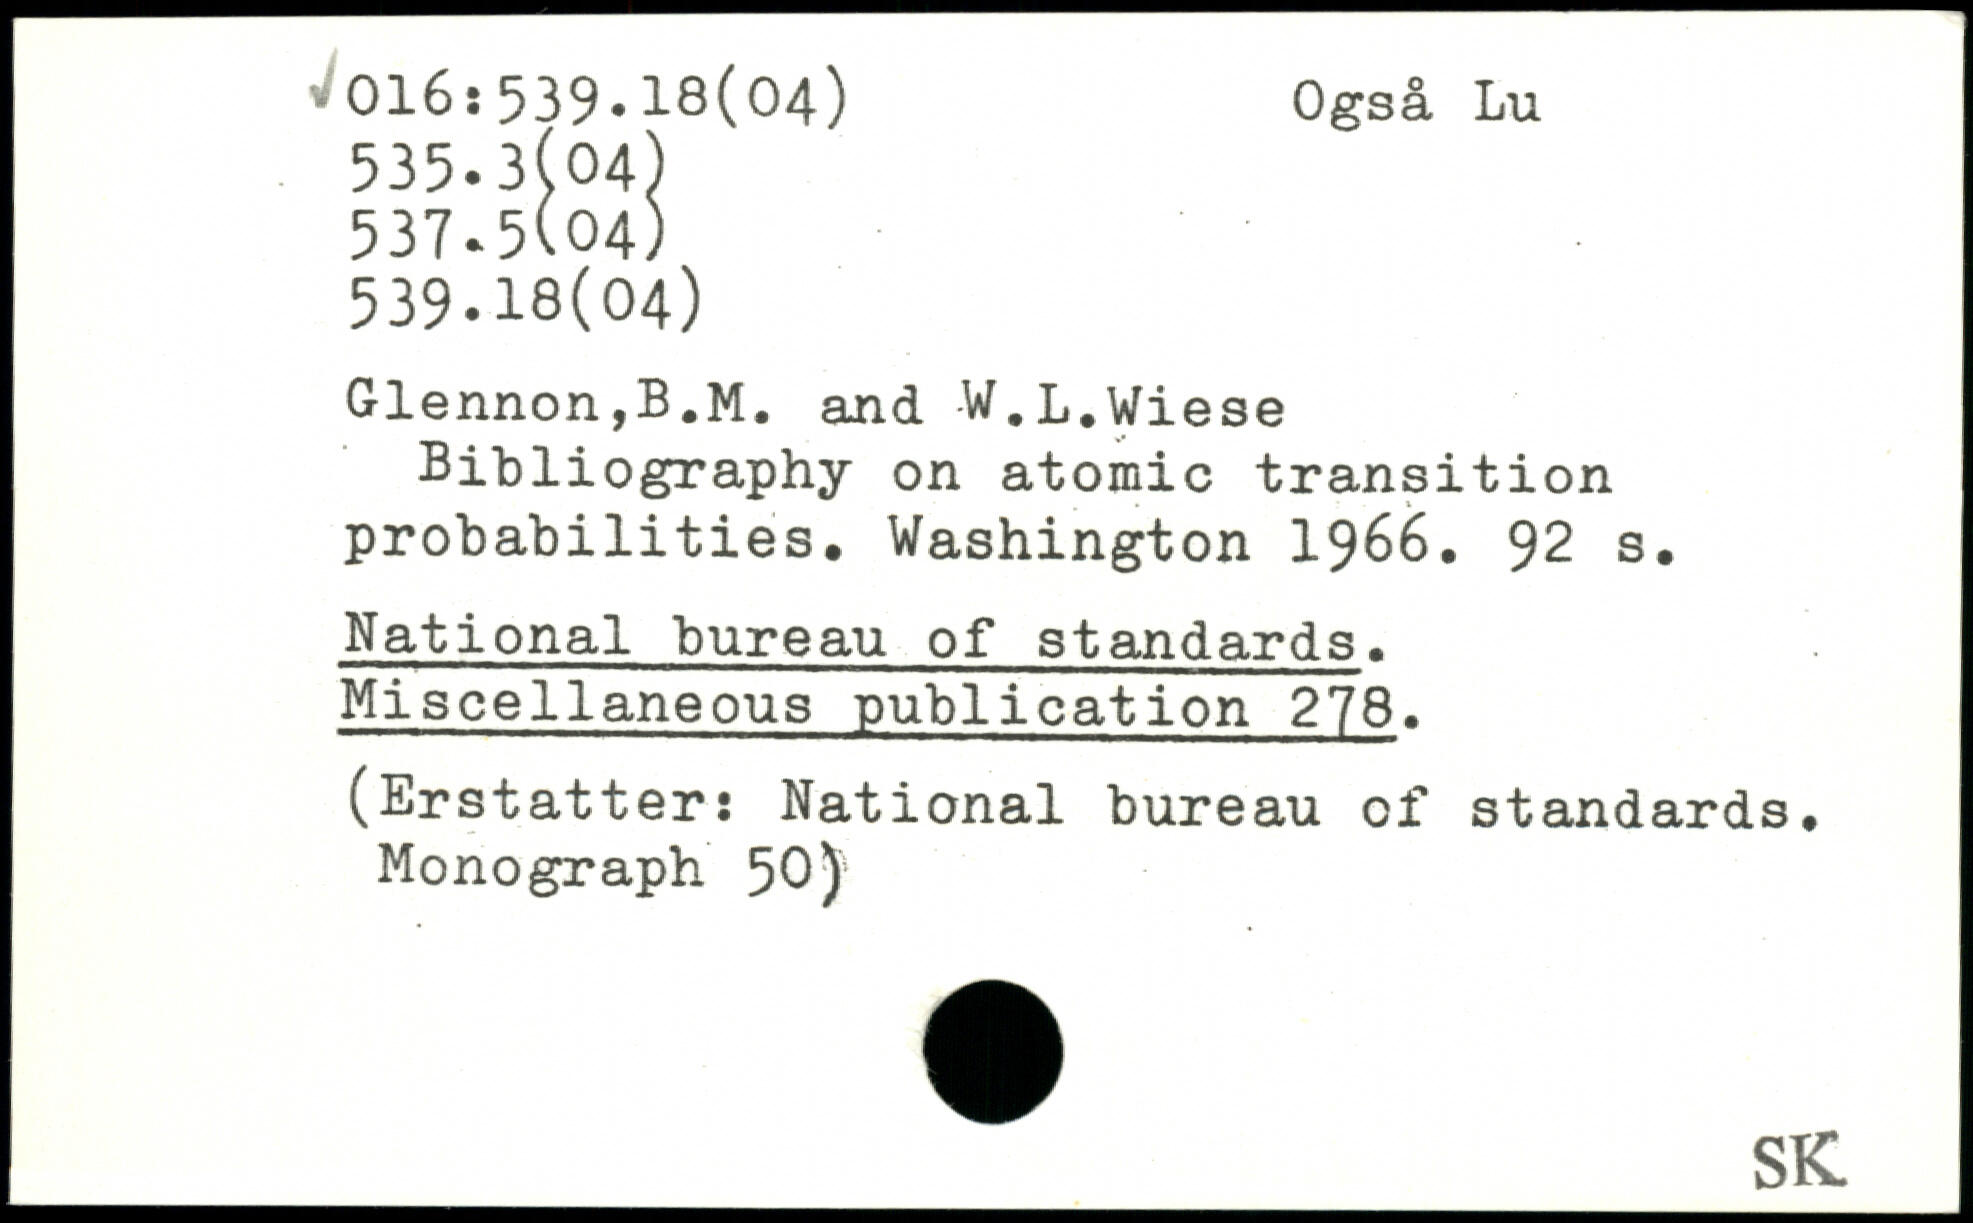 016:539.18(04) Også Lu
535.3(04)
537.5(04)
539.18(04)
Glennon,B.M. and W.L.Wiese
Bibliography on atomic transition
probabilities. Washington 1966. 92 s.
National bureau of standards.
Miscellaneous publication 278.
(Erstatter: National bureau of standards.
Monograph 50)
SK